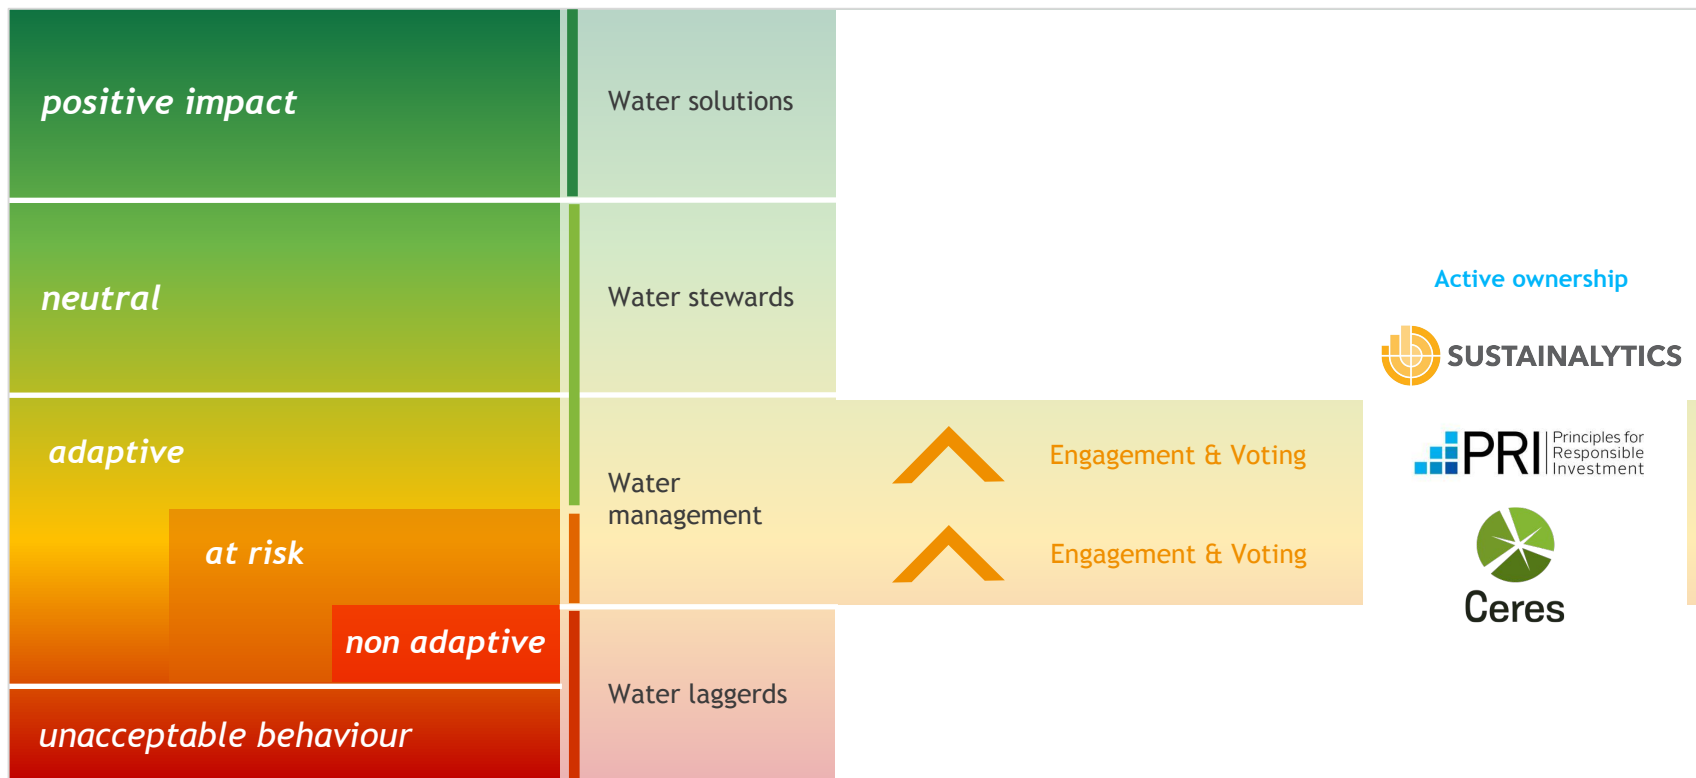 positive impact
Water solutions
neutral
Water stewards
Active ownership
SUSTAINALYTICS
adaptive
Water
management
Engagement & Voting
PRI
Principles for
Responsible
Investment
at risk
Engagement & Voting
Ceres
non adaptive
Water laggerds
unacceptable behaviour